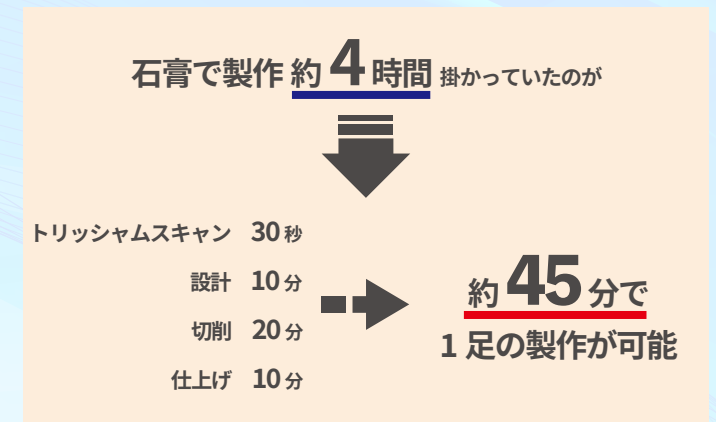 石膏で製作 約 4 時間 掛かっていたのが
トリッシャムスキャン 30 秒
設計 10 分
切削 20 分
仕上げ 10 分
約 45 分で
1 足の製作が可能